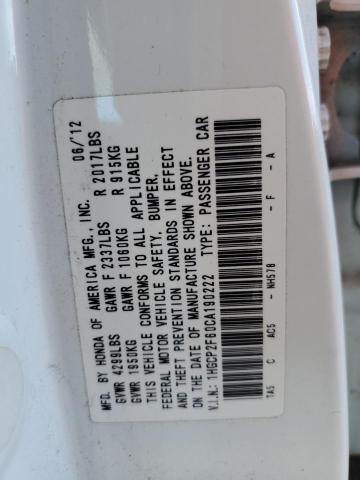 MFD. BY HONDA OF AMERICA MFG., INC. 06/12
GVWR 4299LBS GAWR F 2337LBS R 2017LBS
GVWR 1950KG GAWR F 1060KG R 915KG
THIS VEHICLE CONFORMS TO ALL APPLICABLE
FEDERAL MOTOR VEHICLE SAFETY, BUMPER,
AND THEFT PREVENTION STANDARDS IN EFFECT
ON THE DATE OF MANUFACTURE SHOWN ABOVE.
V.I.N.: 1HGCP2F60CA190222 TYPE: PASSENGER CAR
TA5 C AC5 - NH578 - F - A